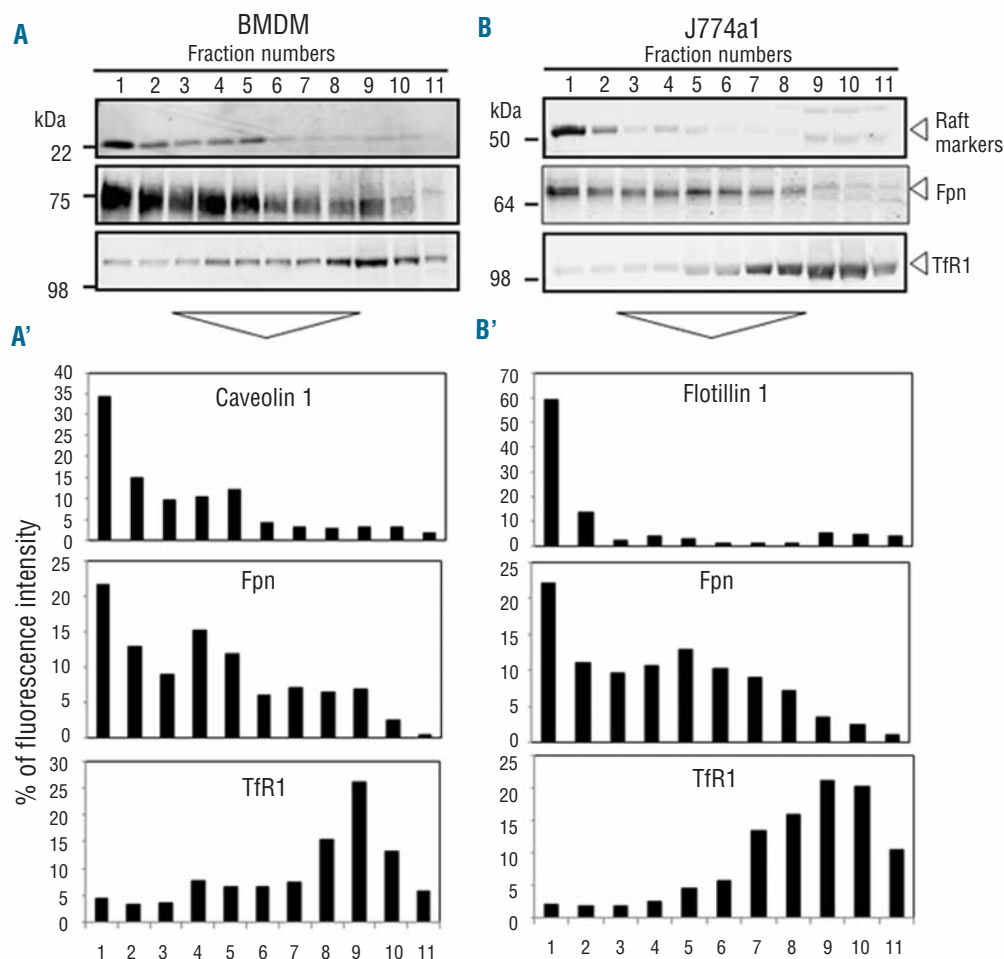 A
BMDM
Fraction numbers
1 2 3 4 5 6 7 8 9 10 11
kDa
22
75
98
B
J774a1
Fraction numbers
1 2 3 4 5 6 7 8 9 10 11
kDa
50
Raft markers
64
Fpn
98
TfR1
A'
% of fluorescence intensity
Caveolin 1
40
35
30
25
20
15
10
5
0
Fpn
25
20
15
10
5
0
TfR1
30
25
20
15
10
5
0
1 2 3 4 5 6 7 8 9 10 11
B'
Flotillin 1
70
60
50
40
30
20
10
0
Fpn
25
20
15
10
5
0
TfR1
25
20
15
10
5
0
1 2 3 4 5 6 7 8 9 10 11